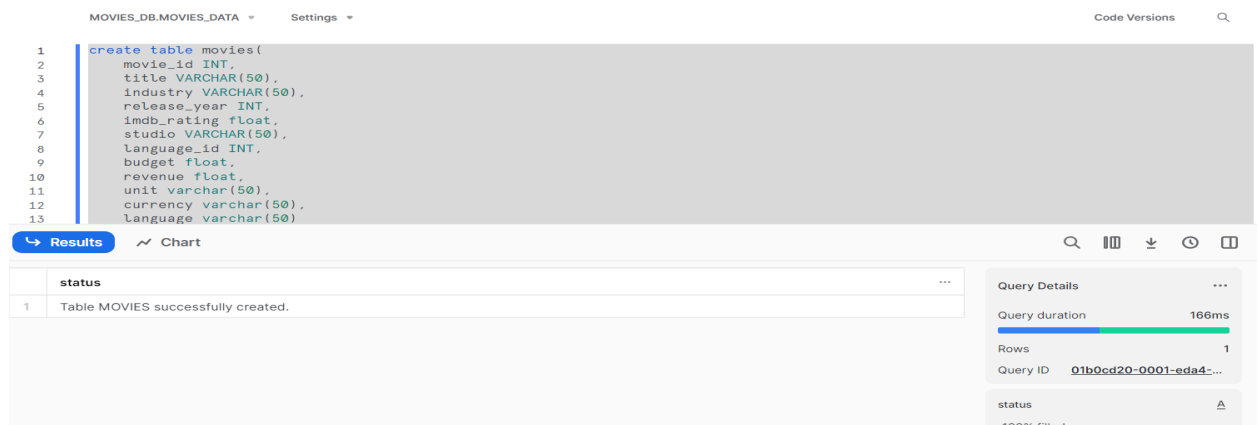 MOVIES_DB.MOVIES_DATA Settings Code Versions
1 create table movies(
2 movie_id INT,
3 title VARCHAR(50),
4 industry VARCHAR(50),
5 release_year INT,
6 imdb_rating float,
7 studio VARCHAR(50),
8 language_id INT,
9 budget float,
10 revenue float,
11 unit varchar(50),
12 currency varchar(50),
13 language varchar(50)
Results Chart
status ...
1 Table MOVIES successfully created.
Query Details ...
Query duration 166ms
Rows 1
Query ID 01b0cd20-0001-eda4-...
status A
100% filled